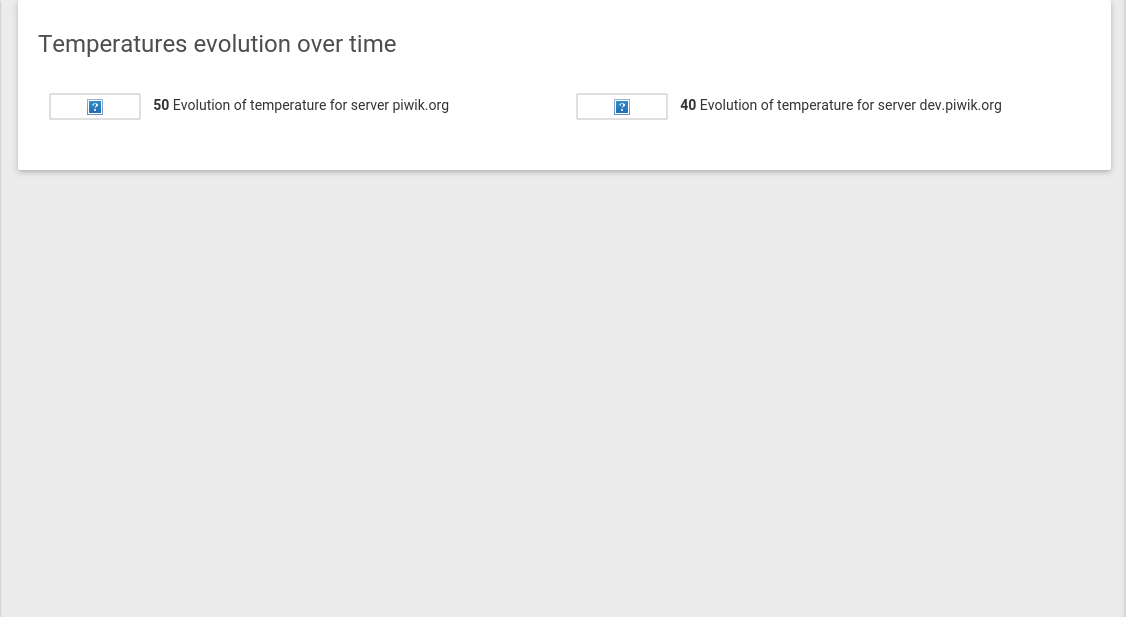 Temperatures evolution over time
50 Evolution of temperature for server piwik.org
40 Evolution of temperature for server dev.piwik.org